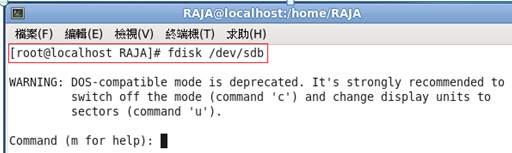 RAJA@localhost:/home/RAJA
檔案(F) 編輯(E) 檢視(V) 終端機(T) 求助(H)
[root@localhost RAJA]# fdisk /dev/sdb
WARNING: DOS-compatible mode is deprecated. It's strongly recommended to
switch off the mode (command 'c') and change display units to
sectors (command 'u').
Command (m for help):